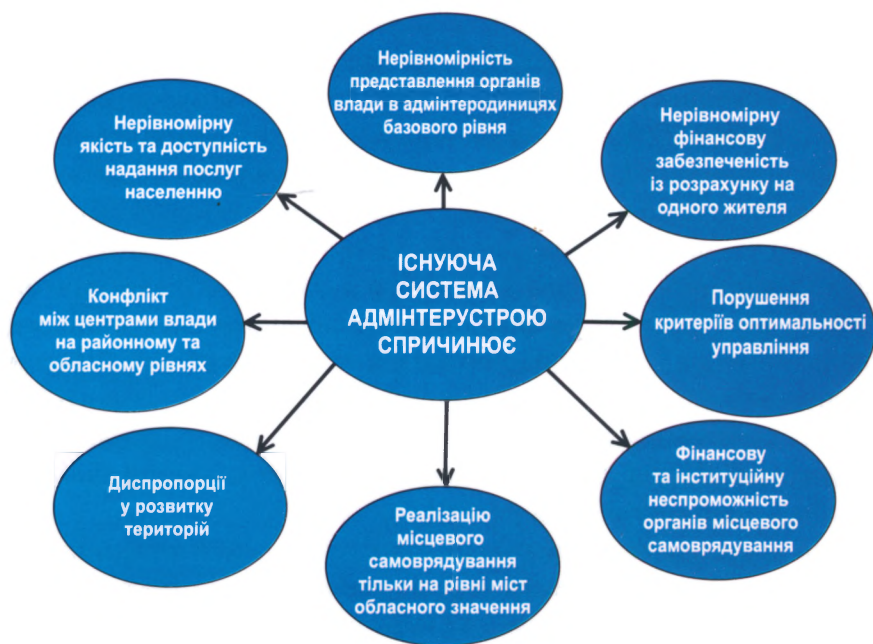 Нерівномірність
представлення органів
влади в адмінтеродиницях
базового рівня
Нерівномірну
якість та доступність
надання послуг
населенню
Нерівномірну
фінансову
забезпеченість
із розрахунку на
одного жителя
ІСНУЮЧА
СИСТЕМА
АДМІНТЕРУСТРОЮ
СПРИЧИНЮЄ
Конфлікт
між центрами влади
на районному та
обласному рівнях
Порушення
критеріїв оптимальності
управління
Диспропорції
у розвитку
територій
Реалізацію
місцевого
самоврядування
тільки на рівні міст
обласного значення
Фінансову
та інституційну
неспроможність
органів місцевого
самоврядування